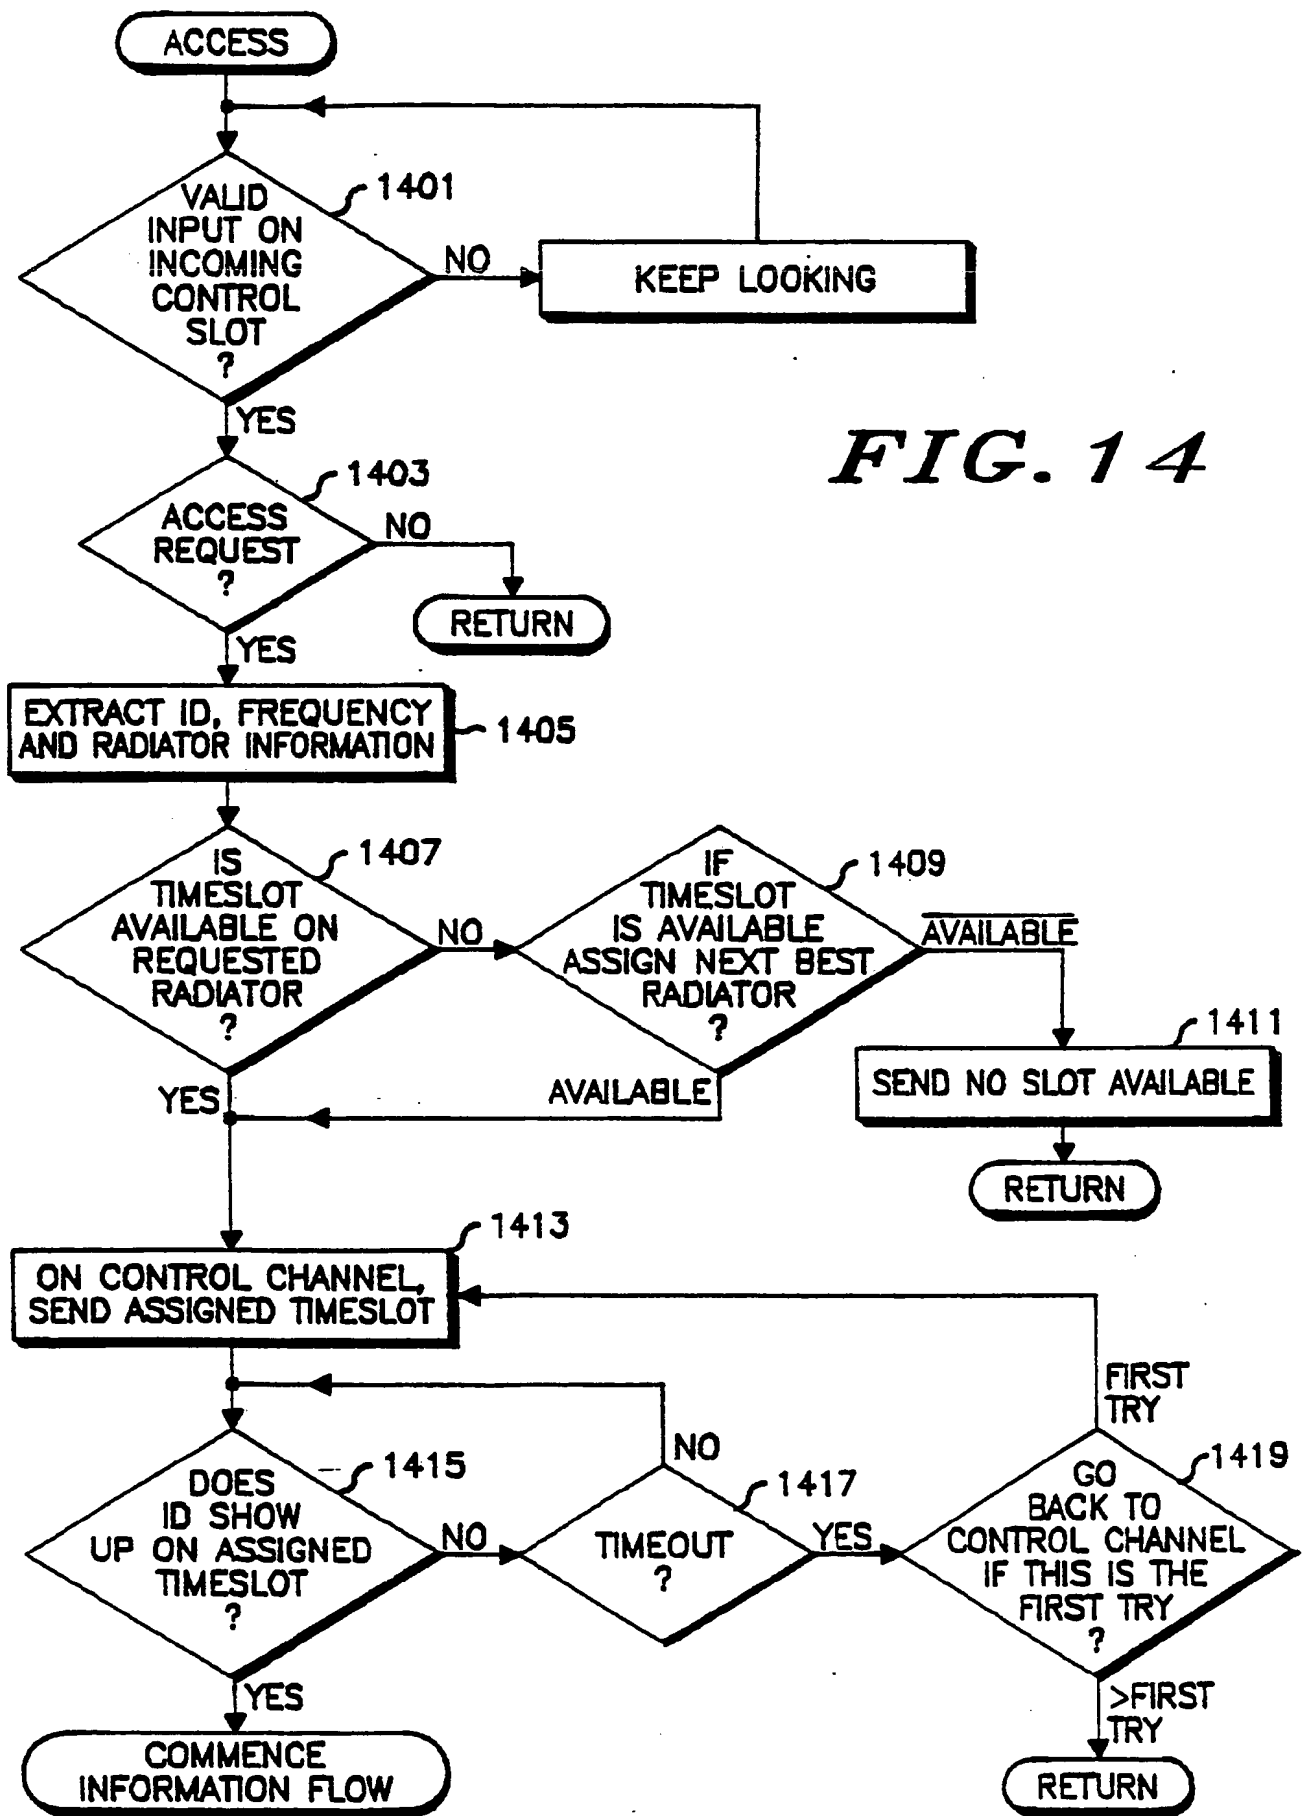 ACCESS
1401
VALID
INPUT ON
INCOMING
CONTROL
SLOT
?
NO
KEEP LOOKING
YES
FIG. 14
1403
ACCESS
REQUEST
?
NO
RETURN
YES
EXTRACT ID, FREQUENCY
AND RADIATOR INFORMATION
1405
IS
TIMESLOT
AVAILABLE ON
REQUESTED
RADIATOR
?
1407
NO
IF
TIMESLOT
IS AVAILABLE
ASSIGN NEXT BEST
RADIATOR
?
1409
AVAILABLE
1411
SEND NO SLOT AVAILABLE
RETURN
YES
AVAILABLE
1413
ON CONTROL CHANNEL,
SEND ASSIGNED TIMESLOT
FIRST
TRY
DOES
ID SHOW
UP ON ASSIGNED
TIMESLOT
?
1415
NO
NO
1417
TIMEOUT
?
YES
1419
GO
BACK TO
CONTROL CHANNEL
IF THIS IS THE
FIRST TRY
?
YES
COMMENCE
INFORMATION FLOW
>FIRST
TRY
RETURN